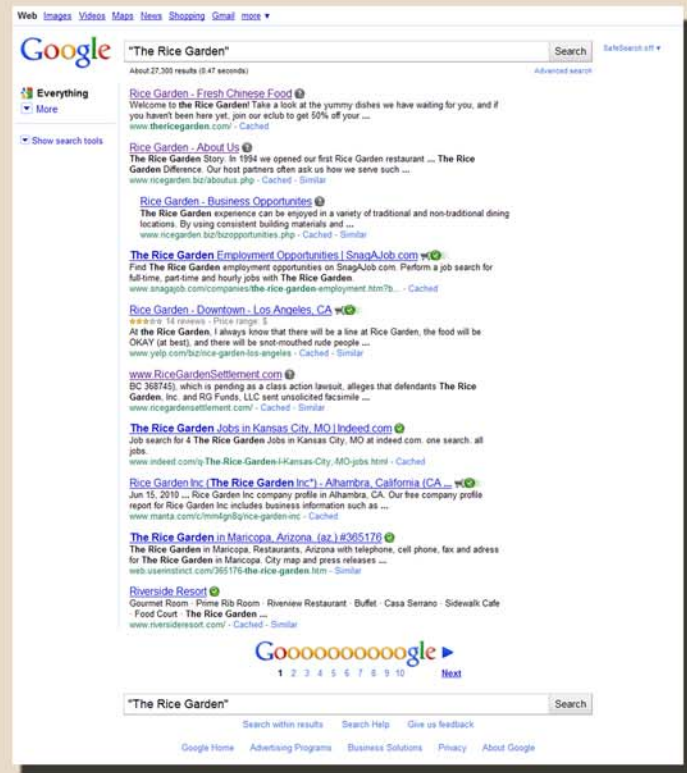 Web Images Videos Maps News Shopping Gmail more ▼
Google
"The Rice Garden"
Search
SafeSearch off ▼
About 27,300 results (0.47 seconds)
Advanced search
Everything
More
Show search tools
Rice Garden - Fresh Chinese Food
Welcome to the Rice Garden! Take a look at the yummy dishes we have waiting for you, and if
you haven't been here yet, join our eclub to get 50% off your ...
www.thericegarden.com/ - Cached
Rice Garden - About Us
The Rice Garden Story. In 1994 we opened our first Rice Garden restaurant ... The Rice
Garden Difference. Our host partners often ask us how we serve such ...
www.ricegarden.biz/aboutus.php - Cached - Similar
Rice Garden - Business Opportunites
The Rice Garden experience can be enjoyed in a variety of traditional and non-traditional dining
locations. By using consistent building materials and ...
www.ricegarden.biz/bizopportunities.php - Cached - Similar
The Rice Garden Employment Opportunities | SnagAJob.com
Find The Rice Garden employment opportunities on SnagAJob.com. Perform a job search for
full-time, part-time and hourly jobs with The Rice Garden.
www.snagajob.com/companies/the-rice-garden-employment.htm?b... - Cached
Rice Garden - Downtown - Los Angeles, CA
14 reviews - Price range: $
At the Rice Garden, I always know that there will be a line at Rice Garden, the food will be
OKAY (at best), and there will be snot-mouthed rude people ...
www.yelp.com/biz/rice-garden-los-angeles - Cached - Similar
www.RiceGardenSettlement.com
BC 368745), which is pending as a class action lawsuit, alleges that defendants The Rice
Garden, Inc. and RG Funds, LLC sent unsolicited facsimile ...
www.ricegardensettlement.com/ - Cached - Similar
The Rice Garden Jobs in Kansas City, MO | Indeed.com
Job search for 4 The Rice Garden Jobs in Kansas City, MO at indeed.com. one search. all
jobs.
www.indeed.com/q-The-Rice-Garden-l-Kansas-City,-MO-jobs.html - Cached
Rice Garden Inc (The Rice Garden Inc*) - Alhambra, California (CA ...
Jun 15, 2010 ... Rice Garden Inc company profile in Alhambra, CA. Our free company profile
report for Rice Garden Inc includes business information such as ...
www.manta.com/c/mm4gn8q/rice-garden-inc - Cached
The Rice Garden in Maricopa, Arizona. (az.) #365176
The Rice Garden in Maricopa, Restaurants, Arizona with telephone, cell phone, fax and adress
for The Rice Garden in Maricopa. City map and press releases ...
web.userinstinct.com/365176-the-rice-garden.htm - Similar
Riverside Resort
Gourmet Room · Prime Rib Room · Riverview Restaurant · Buffet · Casa Serrano · Sidewalk Cafe
· Food Court · The Rice Garden ...
www.riversideresort.com/ - Cached - Similar
Goooooooooogle
1 2 3 4 5 6 7 8 9 10 Next
"The Rice Garden"
Search
Search within results Search Help Give us feedback
Google Home Advertising Programs Business Solutions Privacy About Google